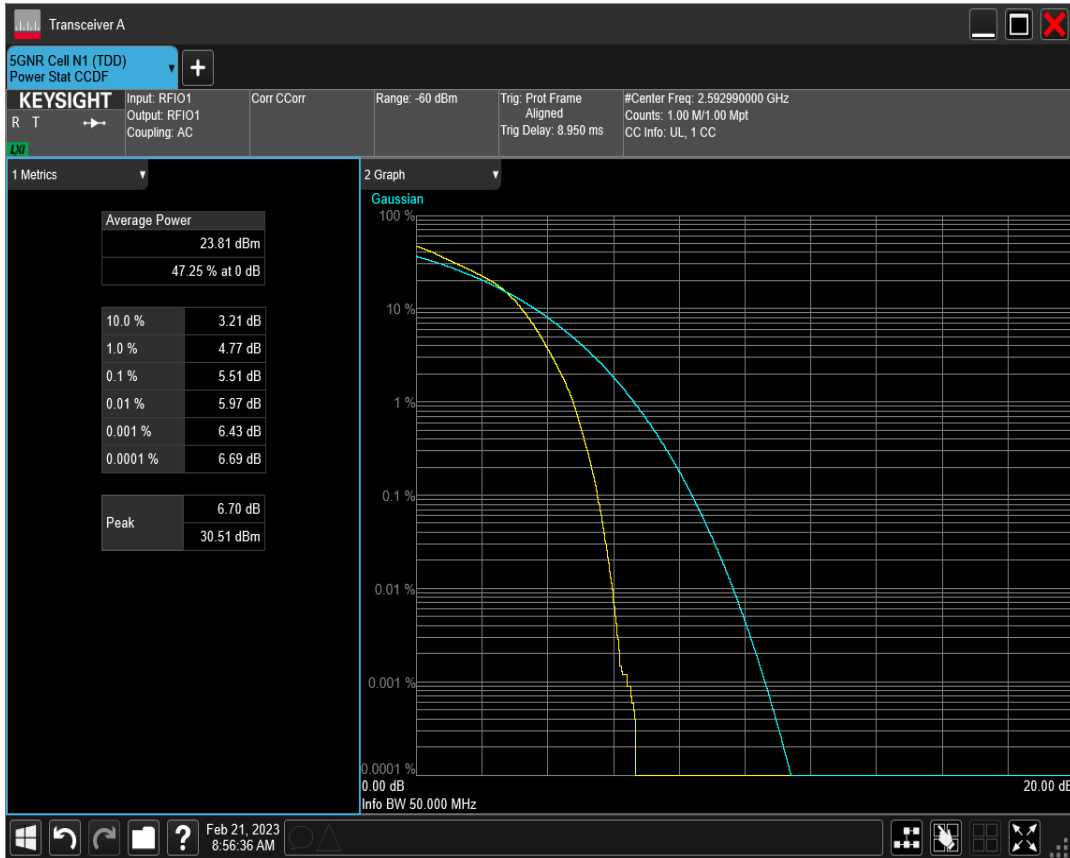 Transceiver A
5GNR Cell N1 (TDD)
Power Stat CCDF
+
KEYSIGHT
R T
LXI
Input: RFIO1
Output: RFIO1
Coupling: AC
Corr CCorr
Range: -60 dBm
Trig: Prot Frame
Aligned
Trig Delay: 8.950 ms
#Center Freq: 2.592990000 GHz
Counts: 1.00 M/1.00 Mpt
CC Info: UL, 1 CC
1 Metrics
Average Power
23.81 dBm
47.25 % at 0 dB
10.0 % 3.21 dB
1.0 % 4.77 dB
0.1 % 5.51 dB
0.01 % 5.97 dB
0.001 % 6.43 dB
0.0001 % 6.69 dB
Peak 6.70 dB
30.51 dBm
2 Graph
Gaussian
100 %
10 %
1 %
0.1 %
0.01 %
0.001 %
0.0001 %
0.00 dB 20.00 dB
Info BW 50.000 MHz
?
Feb 21, 2023
8:56:36 AM